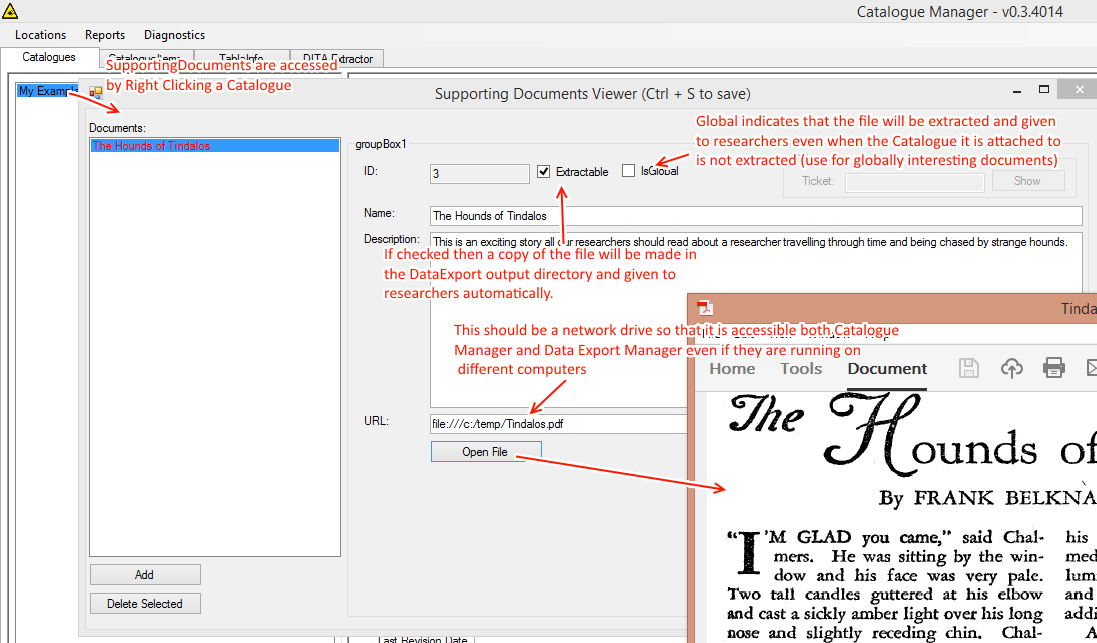 Catalogue Manager - v0.3.4014
Locations Reports Diagnostics
Catalogues CatalogueItems TableInfo DITA Extractor
SupportingDocuments are accessed
by Right Clicking a Catalogue
My Example
Supporting Documents Viewer (Ctrl + S to save)
Documents:
The Hounds of Tindalos
Global indicates that the file will be extracted and given
to researchers even when the Catalogue it is attached to
is not extracted (use for globally interesting documents)
groupBox1
ID: 3 Extractable IsGlobal
Ticket: Show
Name: The Hounds of Tindalos
Description: This is an exciting story all our researchers should read about a researcher travelling through time and being chased by strange hounds.
If checked then a copy of the file will be made in
the DataExport output directory and given to
researchers automatically.
This should be a network drive so that it is accessible both Catalogue
Manager and Data Export Manager even if they are running on
different computers
URL: file:///c:/temp/Tindalos.pdf
Open File
Add
Delete Selected
Last Revision Date
Tinda
Home Tools Document
The Hounds of
By FRANK BELKNA
"I'M GLAD you came," said Chal-
mers. He was sitting by the win-
dow and his face was very pale.
Two tall candles guttered at his elbow
and cast a sickly amber light over his long
nose and slightly receding chin. Chal-
his
med
lum
and
addi
A